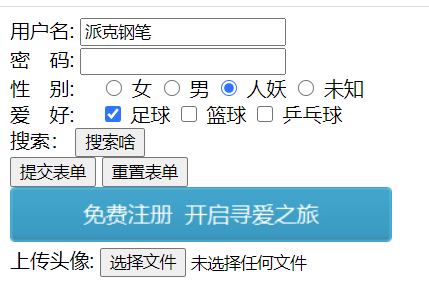 用户名: 派克钢笔
密 码:
性 别: 女 男 人妖 未知
爱 好: 足球 篮球 乒乓球
搜索： 搜索啥
提交表单 重置表单
免费注册 开启寻爱之旅
上传头像: 选择文件 未选择任何文件